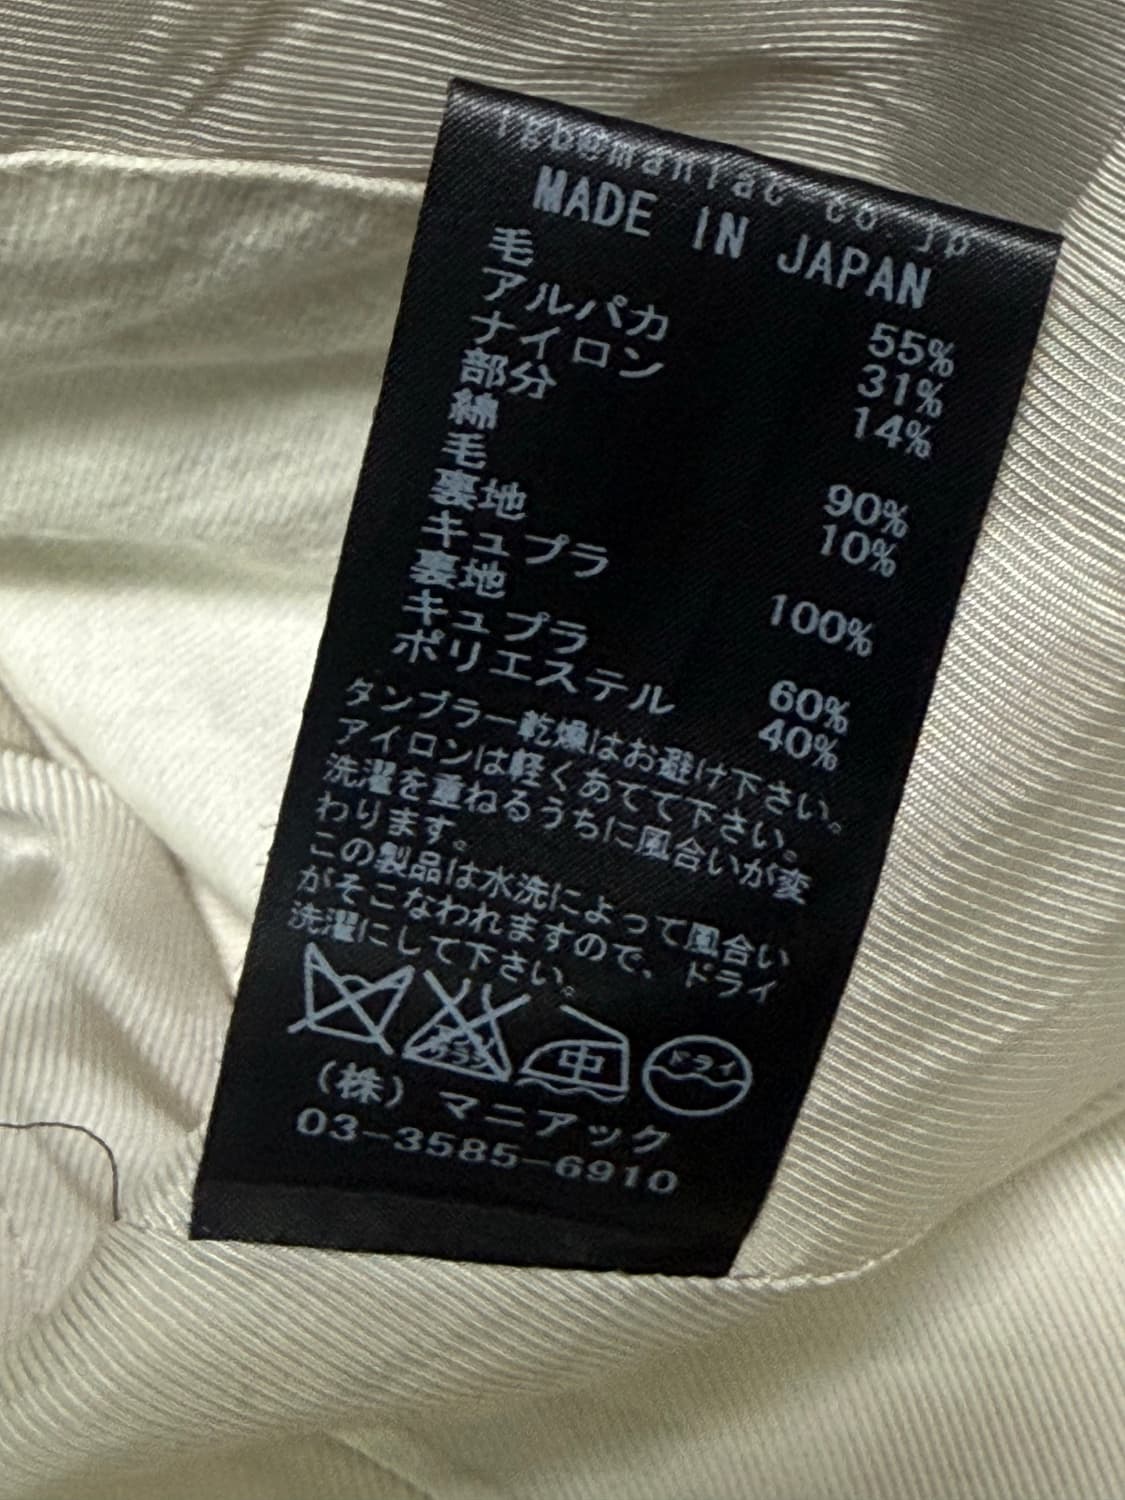 MADE IN JAPAN
毛 55%
アルパカ 31%
ナイロン 14%
部分
綿 90%
毛 10%
裏地
キュプラ 100%
裏地
キュプラ 60%
ポリエステル 40%
タンブラー乾燥はお避け下さい。
アイロンは軽くあてて下さい。
洗濯を重ねるうちに風合いが変
わります。
この製品は水洗によって風合い
がそこなわれますので、ドライ
洗濯にして下さい。
エンソ サラシ 中 ドライ
(株) マニアック
03-3585-6910